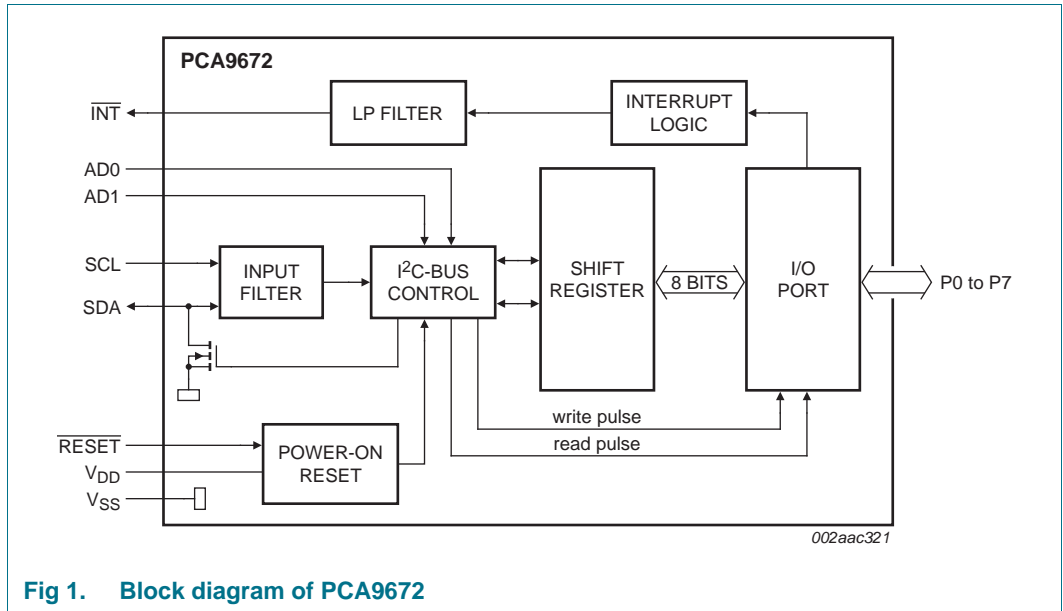 PCA9672
INT
LP FILTER
INTERRUPT
LOGIC
AD0
AD1
SCL
SDA
INPUT
FILTER
I²C-BUS
CONTROL
SHIFT
REGISTER
8 BITS
I/O
PORT
P0 to P7
write pulse
read pulse
RESET
VDD
VSS
POWER-ON
RESET
002aac321
Fig 1. Block diagram of PCA9672